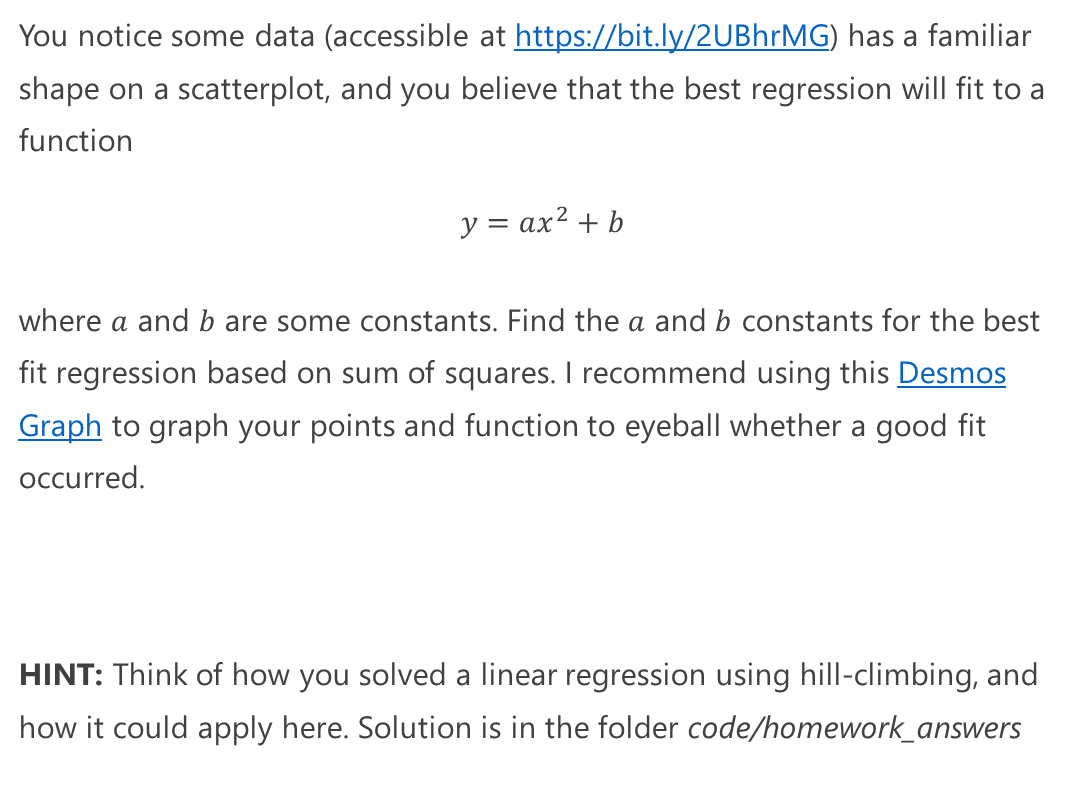 You notice some data (accessible at https://bit.ly/2UBhrMG) has a familiar
shape on a scatterplot, and you believe that the best regression will fit to a
function
y = ax² + b
where a and b are some constants. Find the a and b constants for the best
fit regression based on sum of squares. I recommend using this Desmos
Graph to graph your points and function to eyeball whether a good fit
occurred.
HINT: Think of how you solved a linear regression using hill-climbing, and
how it could apply here. Solution is in the folder code/homework_answers